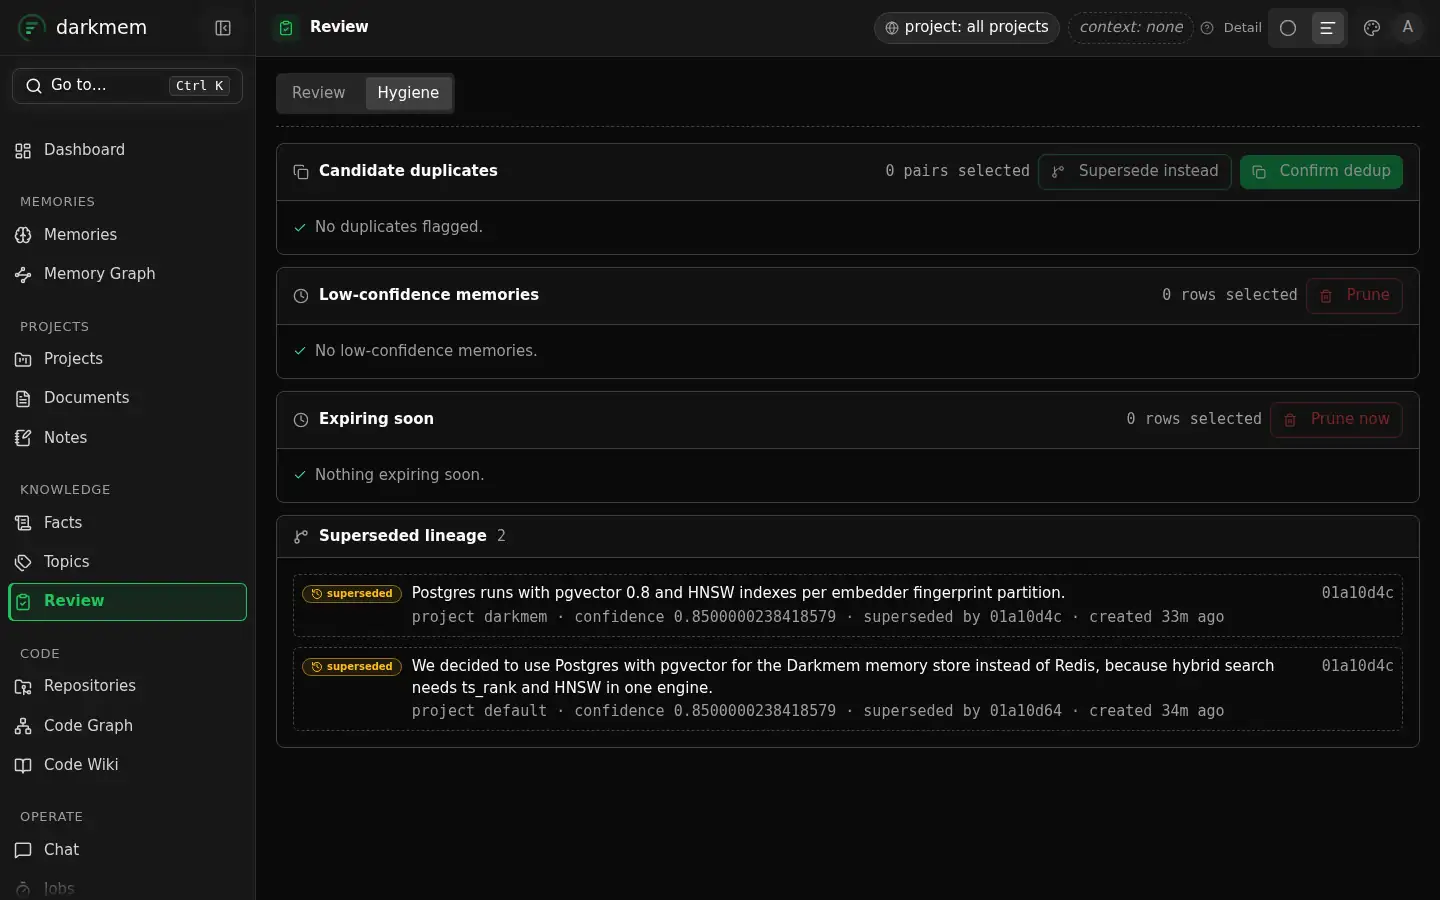 darkmem
Review
project: all projects
context: none
Detail
A
Go to...
Ctrl K
Dashboard
MEMORIES
Memories
Memory Graph
PROJECTS
Projects
Documents
Notes
KNOWLEDGE
Facts
Topics
Review
CODE
Repositories
Code Graph
Code Wiki
OPERATE
Chat
Jobs
Review
Hygiene
Candidate duplicates
0 pairs selected
Supersede instead
Confirm dedup
No duplicates flagged.
Low-confidence memories
0 rows selected
Prune
No low-confidence memories.
Expiring soon
0 rows selected
Prune now
Nothing expiring soon.
Superseded lineage 2
superseded Postgres runs with pgvector 0.8 and HNSW indexes per embedder fingerprint partition. 01a10d4c
project darkmem · confidence 0.8500000238418579 · superseded by 01a10d4c · created 33m ago
superseded We decided to use Postgres with pgvector for the Darkmem memory store instead of Redis, because hybrid search 01a10d4c
needs ts_rank and HNSW in one engine.
project default · confidence 0.8500000238418579 · superseded by 01a10d64 · created 34m ago